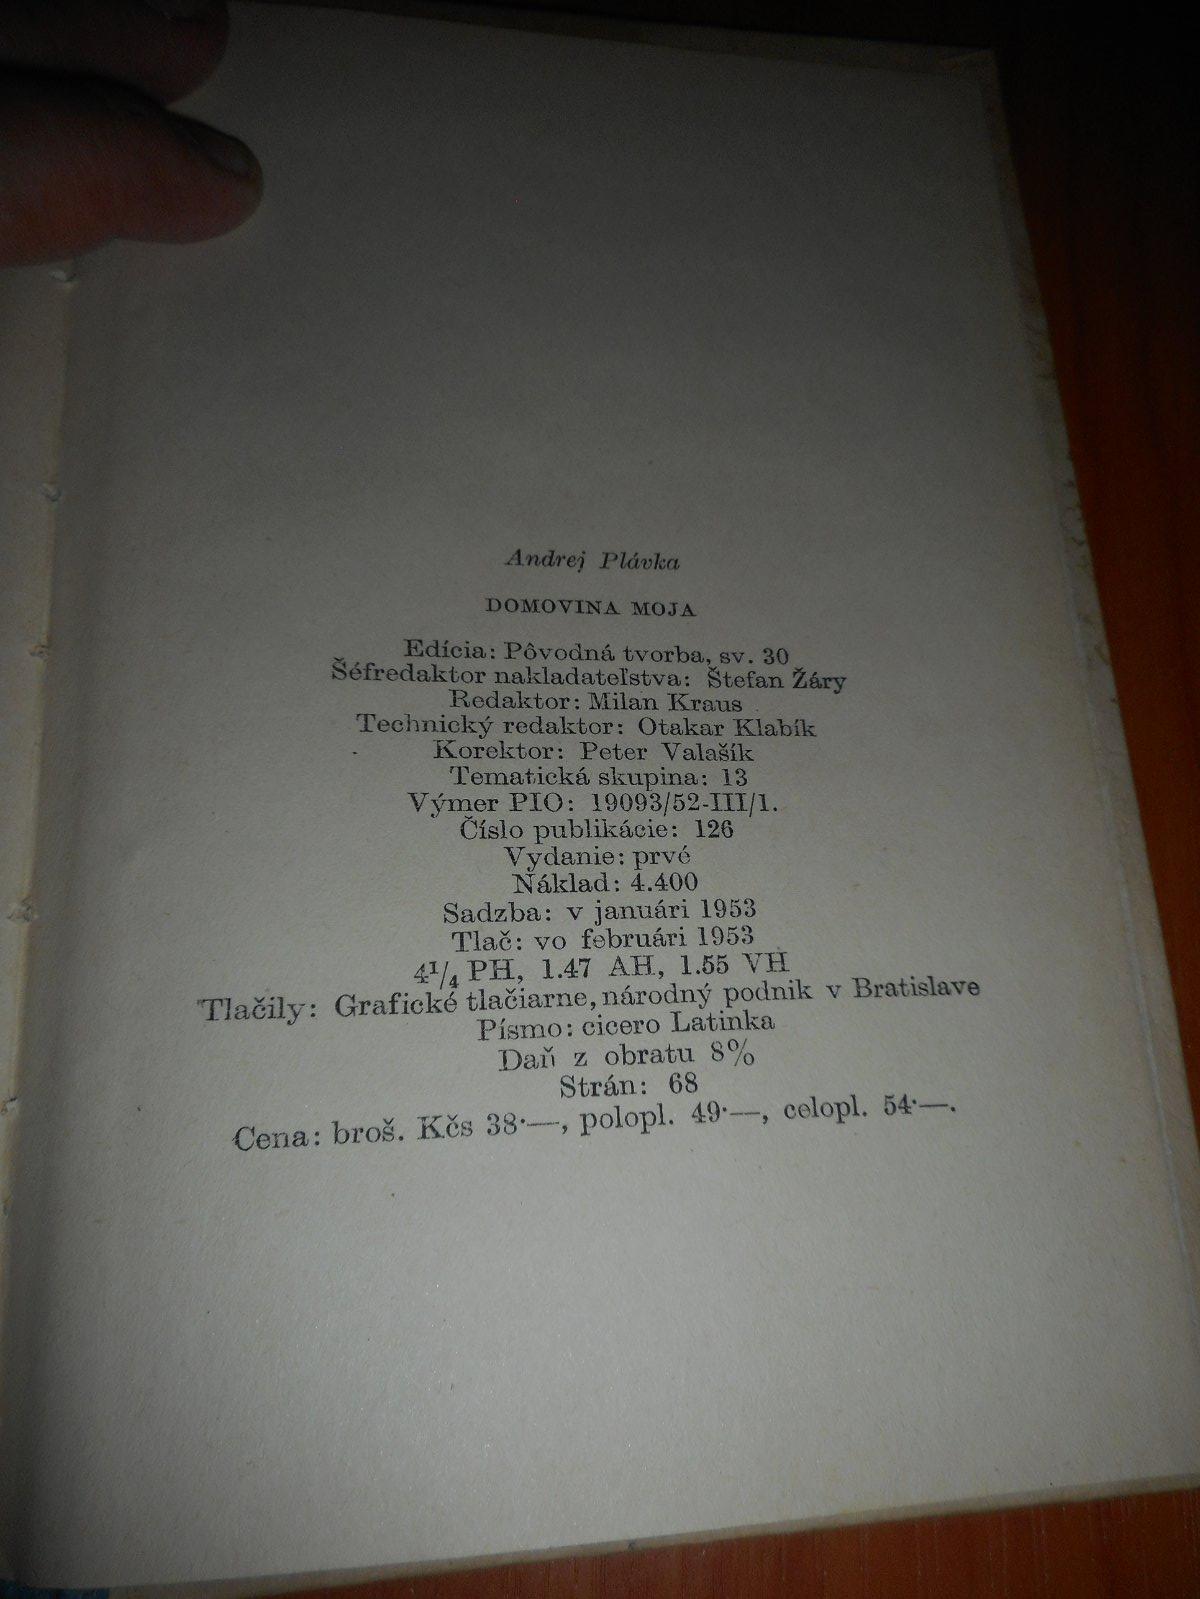 Andrej Plávka
DOMOVINA MOJA
Edícia: Pôvodná tvorba, sv. 30
Šéfredaktor nakladateľstva: Štefan Žáry
Redaktor: Milan Kraus
Technický redaktor: Otakar Klabík
Korektor: Peter Valašík
Tematická skupina: 13
Výmer PIO: 19093/52-III/1.
Číslo publikácie: 126
Vydanie: prvé
Náklad: 4.400
Sadzba: v januári 1953
Tlač: vo februári 1953
4¹/₄ PH, 1.47 AH, 1.55 VH
Tlačily: Grafické tlačiarne, národný podnik v Bratislave
Písmo: cicero Latinka
Daň z obratu 8%
Strán: 68
Cena: broš. Kčs 38·—, polopl. 49·—, celopl. 54·—.